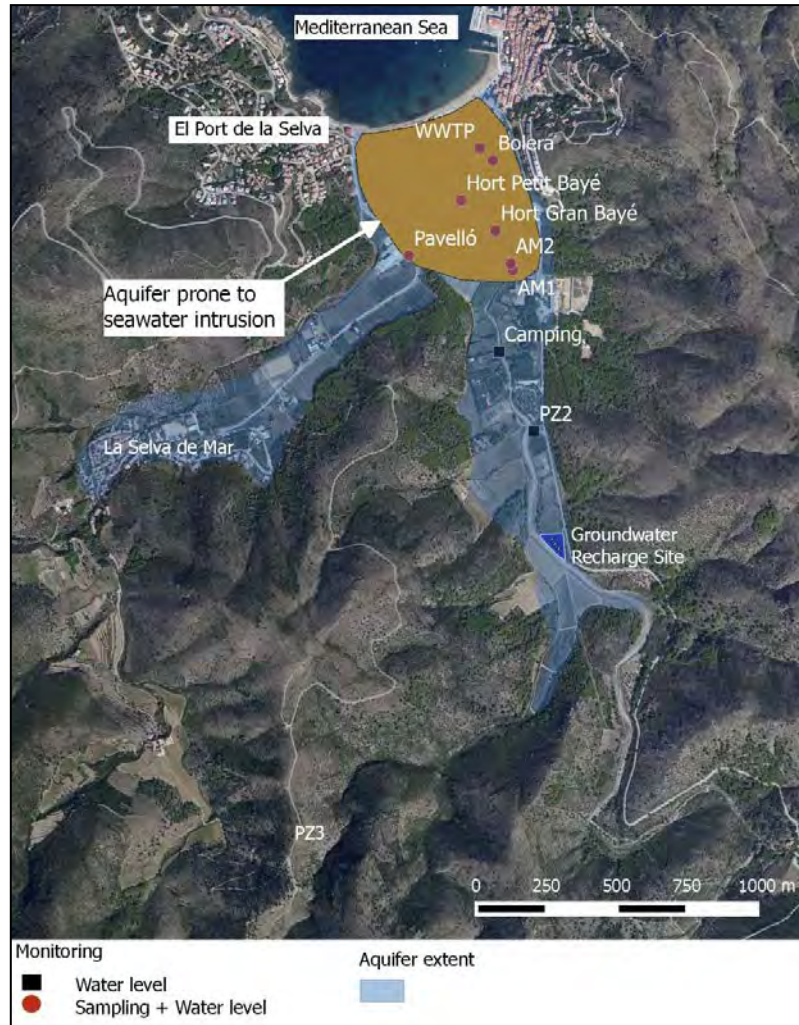 Mediterranean Sea
El Port de la Selva
WWTP
Bolera
Hort Petit Bayé
Hort Gran Bayé
Pavelló
AM2
AM1
Aquifer prone to
seawater intrusion
Camping
PZ2
La Selva de Mar
Groundwater
Recharge Site
PZ3
0 250 500 750 1000 m
Monitoring
Water level
Sampling + Water level
Aquifer extent